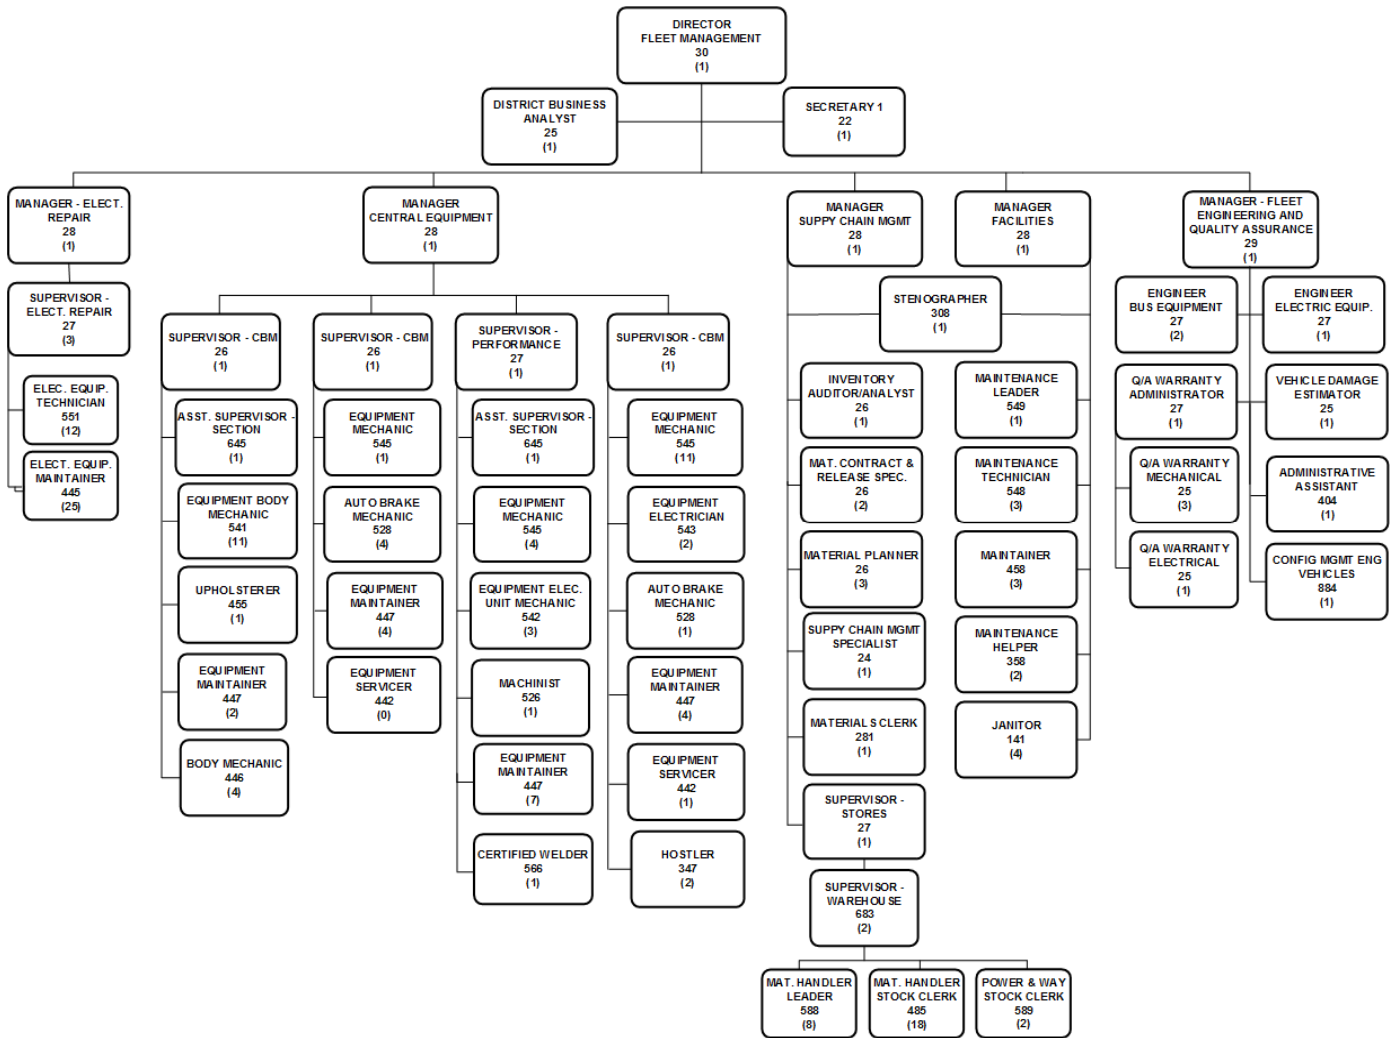 DIRECTOR
FLEET MANAGEMENT
30
(1)
DISTRICT BUSINESS
ANALYST
25
(1)
SECRETARY 1
22
(1)
MANAGER - ELECT.
REPAIR
28
(1)
MANAGER
CENTRAL EQUIPMENT
28
(1)
MANAGER
SUPPLY CHAIN MGMT
28
(1)
MANAGER
FACILITIES
28
(1)
MANAGER - FLEET
ENGINEERING AND
QUALITY ASSURANCE
29
(1)
SUPERVISOR -
ELECT. REPAIR
27
(3)
ELEC. EQUIP.
TECHNICIAN
551
(12)
ELECT. EQUIP.
MAINTAINER
445
(25)
SUPERVISOR - CBM
26
(1)
ASST. SUPERVISOR -
SECTION
645
(1)
EQUIPMENT BODY
MECHANIC
541
(11)
UPHOLSTERER
455
(1)
EQUIPMENT
MAINTAINER
447
(2)
BODY MECHANIC
446
(4)
SUPERVISOR - CBM
26
(1)
EQUIPMENT
MECHANIC
545
(1)
AUTO BRAKE
MECHANIC
528
(4)
EQUIPMENT
MAINTAINER
447
(4)
EQUIPMENT
SERVICER
442
(0)
SUPERVISOR -
PERFORMANCE
27
(1)
ASST. SUPERVISOR -
SECTION
645
(1)
EQUIPMENT
MECHANIC
545
(4)
EQUIPMENT ELEC.
UNIT MECHANIC
542
(3)
MACHINIST
526
(1)
EQUIPMENT
MAINTAINER
447
(7)
CERTIFIED WELDER
566
(1)
SUPERVISOR - CBM
26
(1)
EQUIPMENT
MECHANIC
545
(11)
EQUIPMENT
ELECTRICIAN
543
(2)
AUTO BRAKE
MECHANIC
528
(1)
EQUIPMENT
MAINTAINER
447
(4)
EQUIPMENT
SERVICER
442
(1)
HOSTLER
347
(2)
STENOGRAPHER
308
(1)
INVENTORY
AUDITOR/ANALYST
26
(1)
MAT. CONTRACT &
RELEASE SPEC.
26
(2)
MATERIAL PLANNER
26
(3)
SUPPLY CHAIN MGMT
SPECIALIST
24
(1)
MATERIALS CLERK
281
(1)
SUPERVISOR -
STORES
27
(1)
SUPERVISOR -
WAREHOUSE
683
(2)
MAT. HANDLER
LEADER
588
(8)
MAT. HANDLER
STOCK CLERK
485
(18)
POWER & WAY
STOCK CLERK
589
(2)
MAINTENANCE
LEADER
549
(1)
MAINTENANCE
TECHNICIAN
548
(3)
MAINTAINER
458
(3)
MAINTENANCE
HELPER
358
(2)
JANITOR
141
(4)
ENGINEER
BUS EQUIPMENT
27
(2)
ENGINEER
ELECTRIC EQUIP.
27
(1)
Q/A WARRANTY
ADMINISTRATOR
27
(1)
VEHICLE DAMAGE
ESTIMATOR
25
(1)
Q/A WARRANTY
MECHANICAL
25
(3)
ADMINISTRATIVE
ASSISTANT
404
(1)
Q/A WARRANTY
ELECTRICAL
25
(1)
CONFIG MGMT ENG
VEHICLES
884
(1)